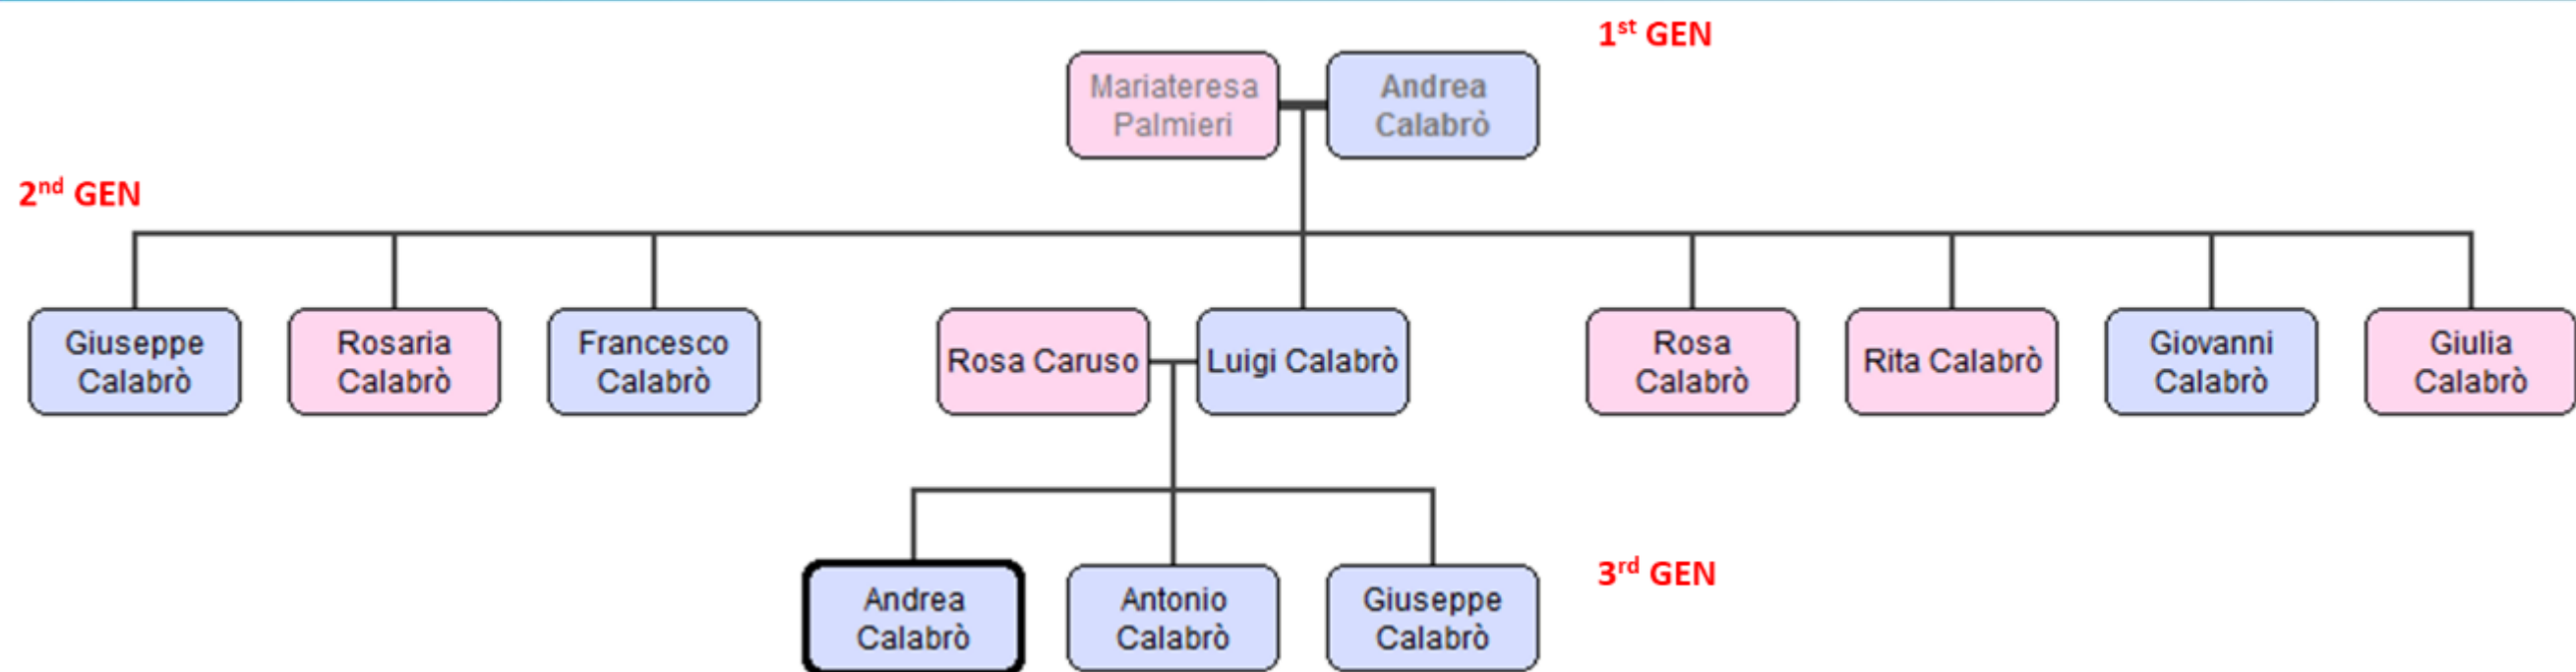 1st GEN
Mariateresa
Palmieri
Andrea
Calabrò
2nd GEN
Giuseppe
Calabrò
Rosaria
Calabrò
Francesco
Calabrò
Rosa Caruso
Luigi Calabrò
Rosa
Calabrò
Rita Calabrò
Giovanni
Calabrò
Giulia
Calabrò
Andrea
Calabrò
Antonio
Calabrò
Giuseppe
Calabrò
3rd GEN